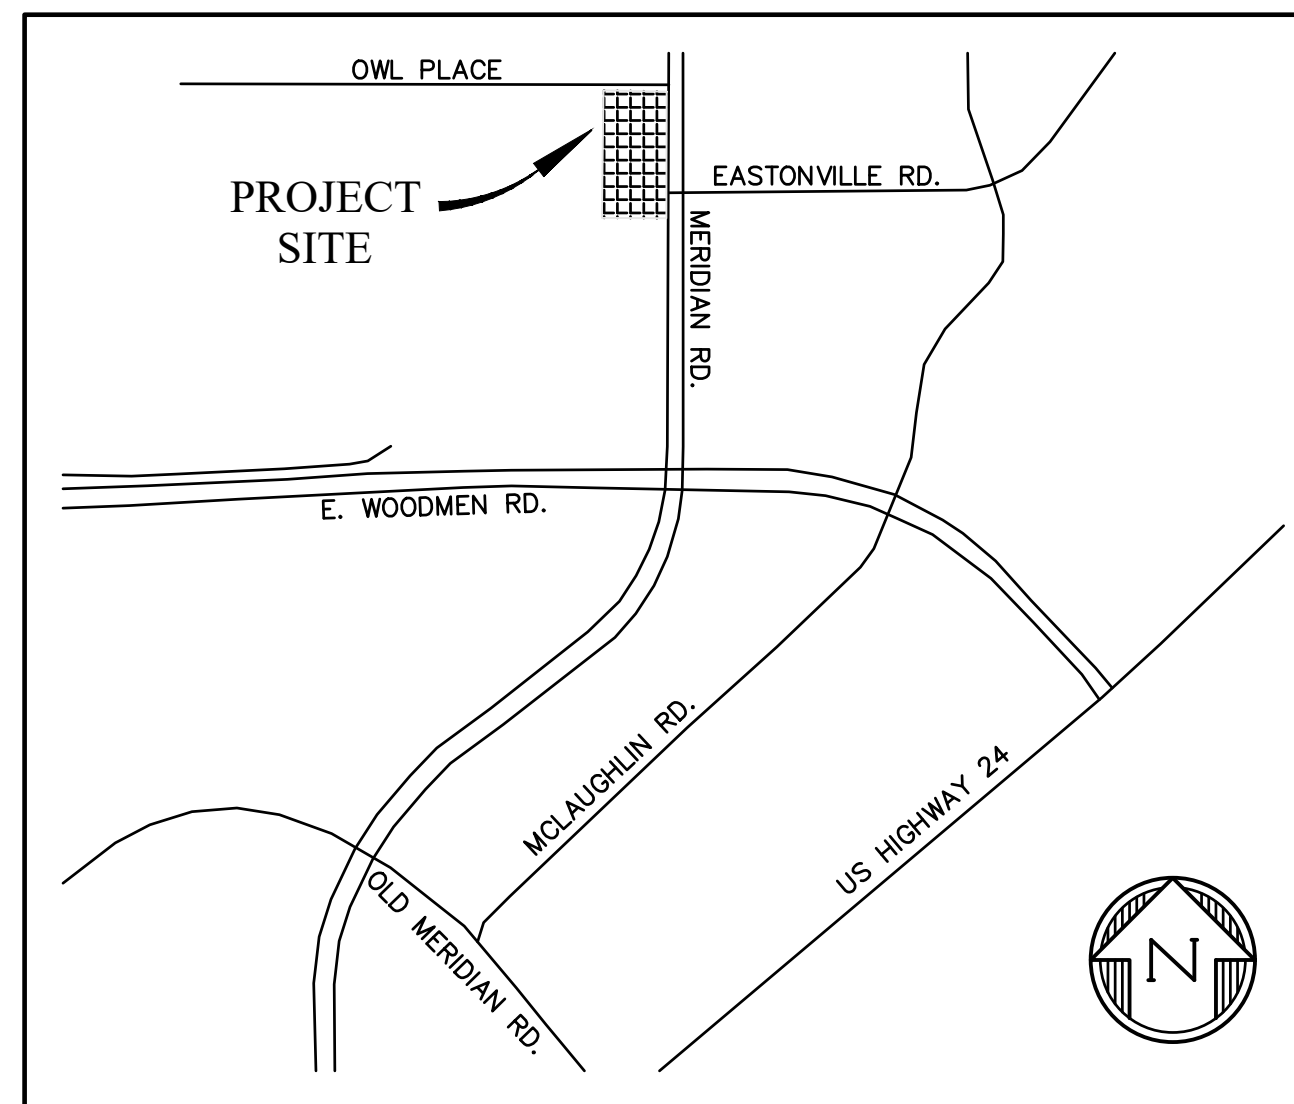 OWL PLACE
EASTONVILLE RD.
PROJECT
SITE
MERIDIAN RD.
E. WOODMEN RD.
MCLAUGHLIN RD.
US HIGHWAY 24
OLD MERIDIAN RD.
N